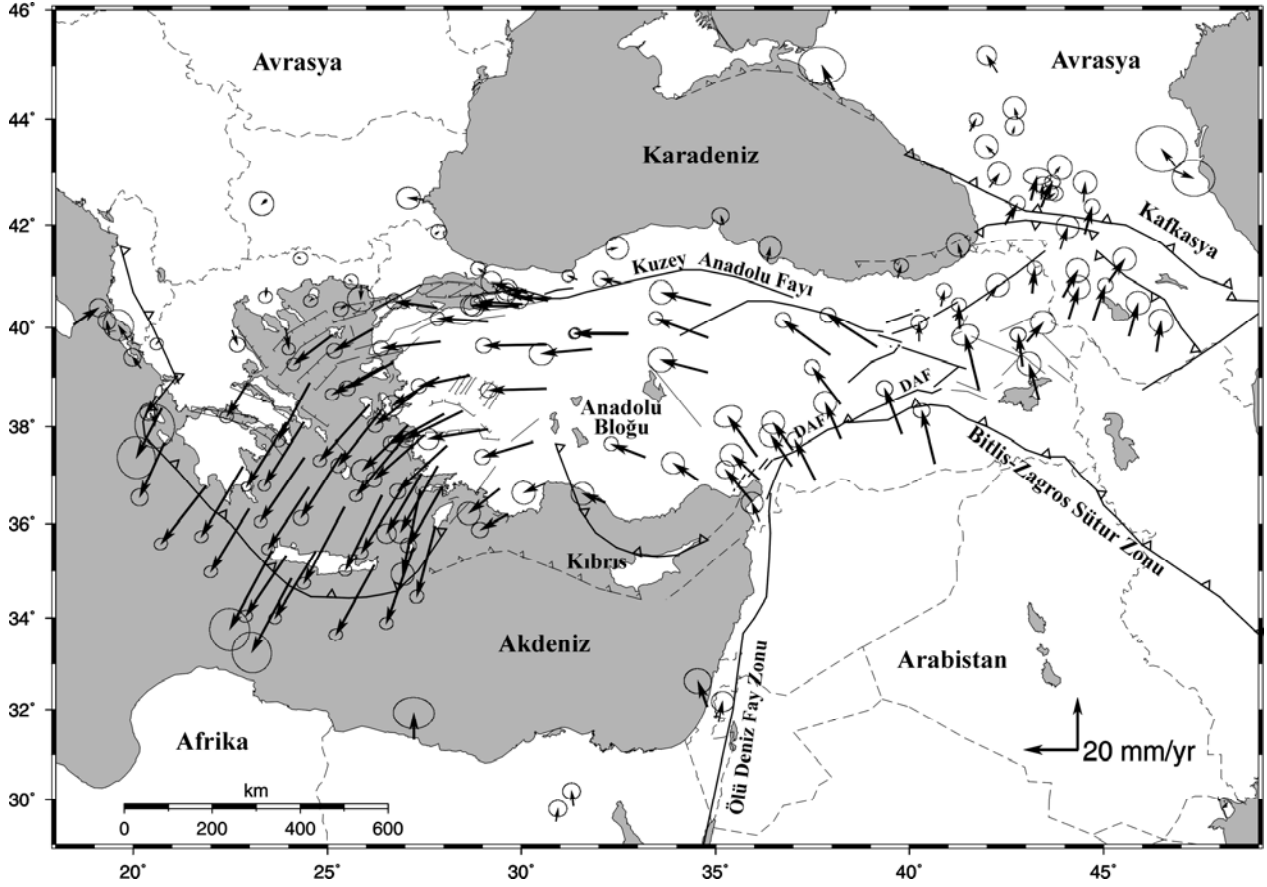 46˚
44˚
42˚
40˚
38˚
36˚
34˚
32˚
30˚
Avrasya
Avrasya
Karadeniz
Kafkasya
Kuzey Anadolu Fayı
DAF
DAF
Anadolu
Bloğu
Bitlis-Zagros Sütur Zonu
Kıbrıs
Akdeniz
Arabistan
Ölü Deniz Fay Zonu
Afrika
20 mm/yr
km
0 200 400 600
20˚ 25˚ 30˚ 35˚ 40˚ 45˚